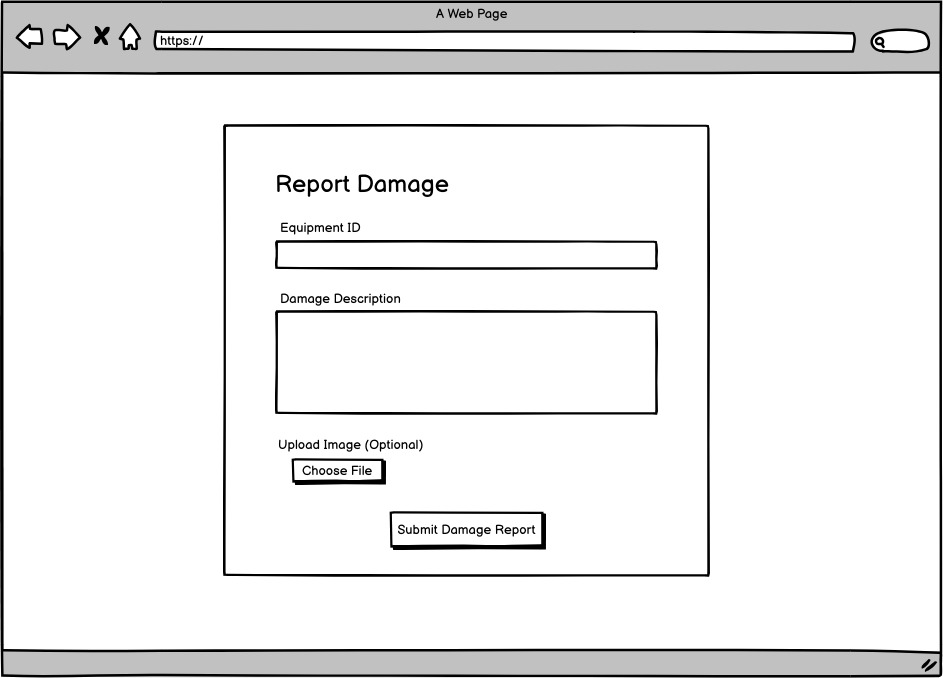 A Web Page
https://
Report Damage
Equipment ID
Damage Description
Upload Image (Optional)
Choose File
Submit Damage Report